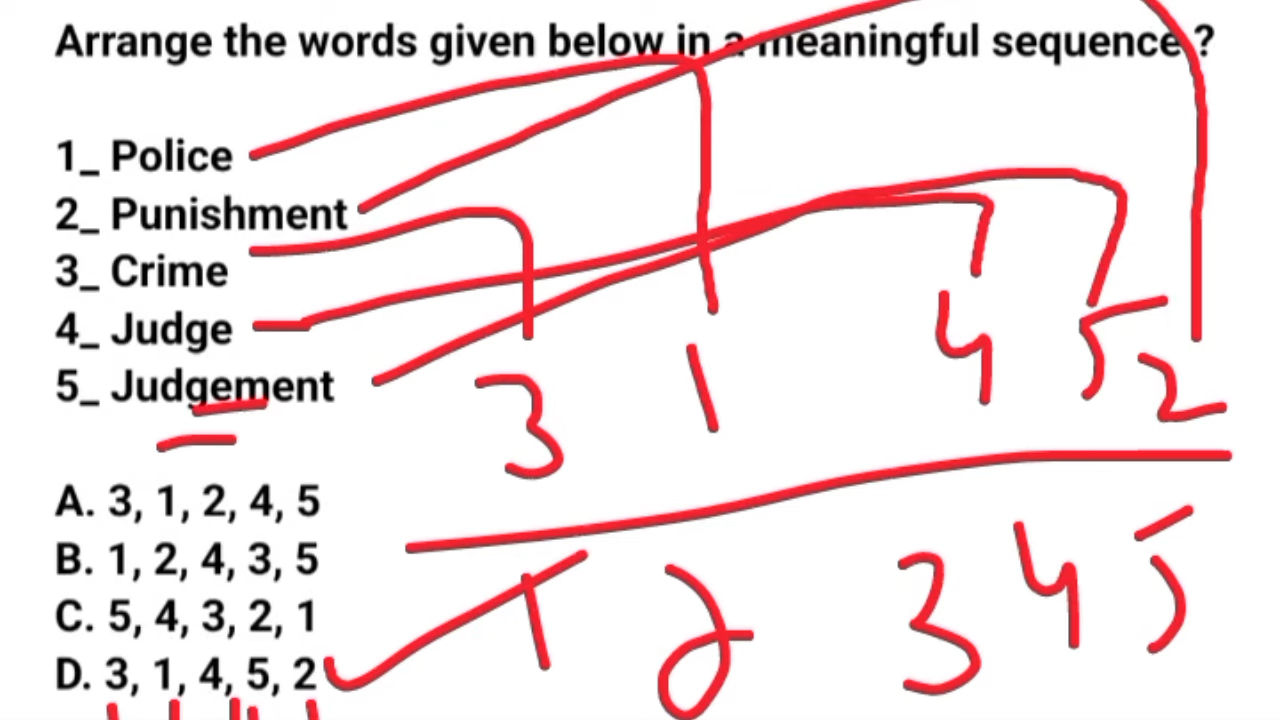 Arrange the words given below in a meaningful sequence ?
1_ Police
2_ Punishment
3_ Crime
4_ Judge
5_ Judgement
3 1 4 5 2
A. 3, 1, 2, 4, 5
B. 1, 2, 4, 3, 5
C. 5, 4, 3, 2, 1
D. 3, 1, 4, 5, 2
1 2 3 4 5